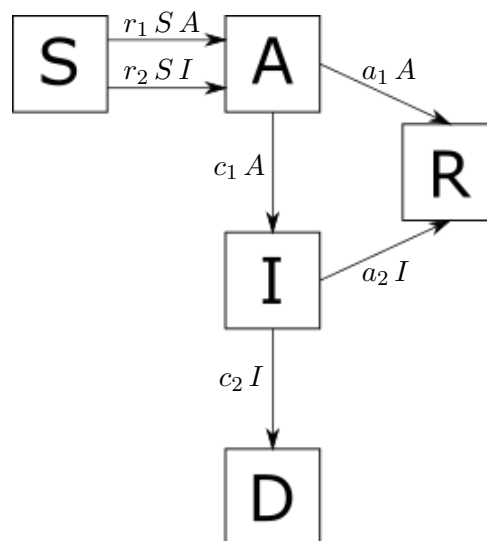 r₁ S A
S
A
r₂ S I
a₁ A
c₁ A
R
I
a₂ I
c₂ I
D